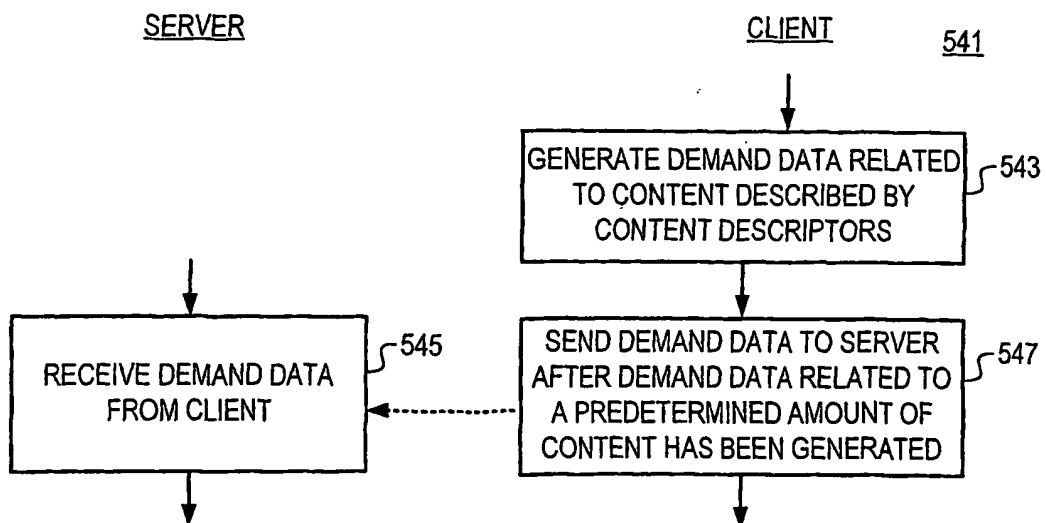 SERVER
CLIENT
541
GENERATE DEMAND DATA RELATED
TO CONTENT DESCRIBED BY
CONTENT DESCRIPTORS
543
RECEIVE DEMAND DATA
FROM CLIENT
545
SEND DEMAND DATA TO SERVER
AFTER DEMAND DATA RELATED TO
A PREDETERMINED AMOUNT OF
CONTENT HAS BEEN GENERATED
547